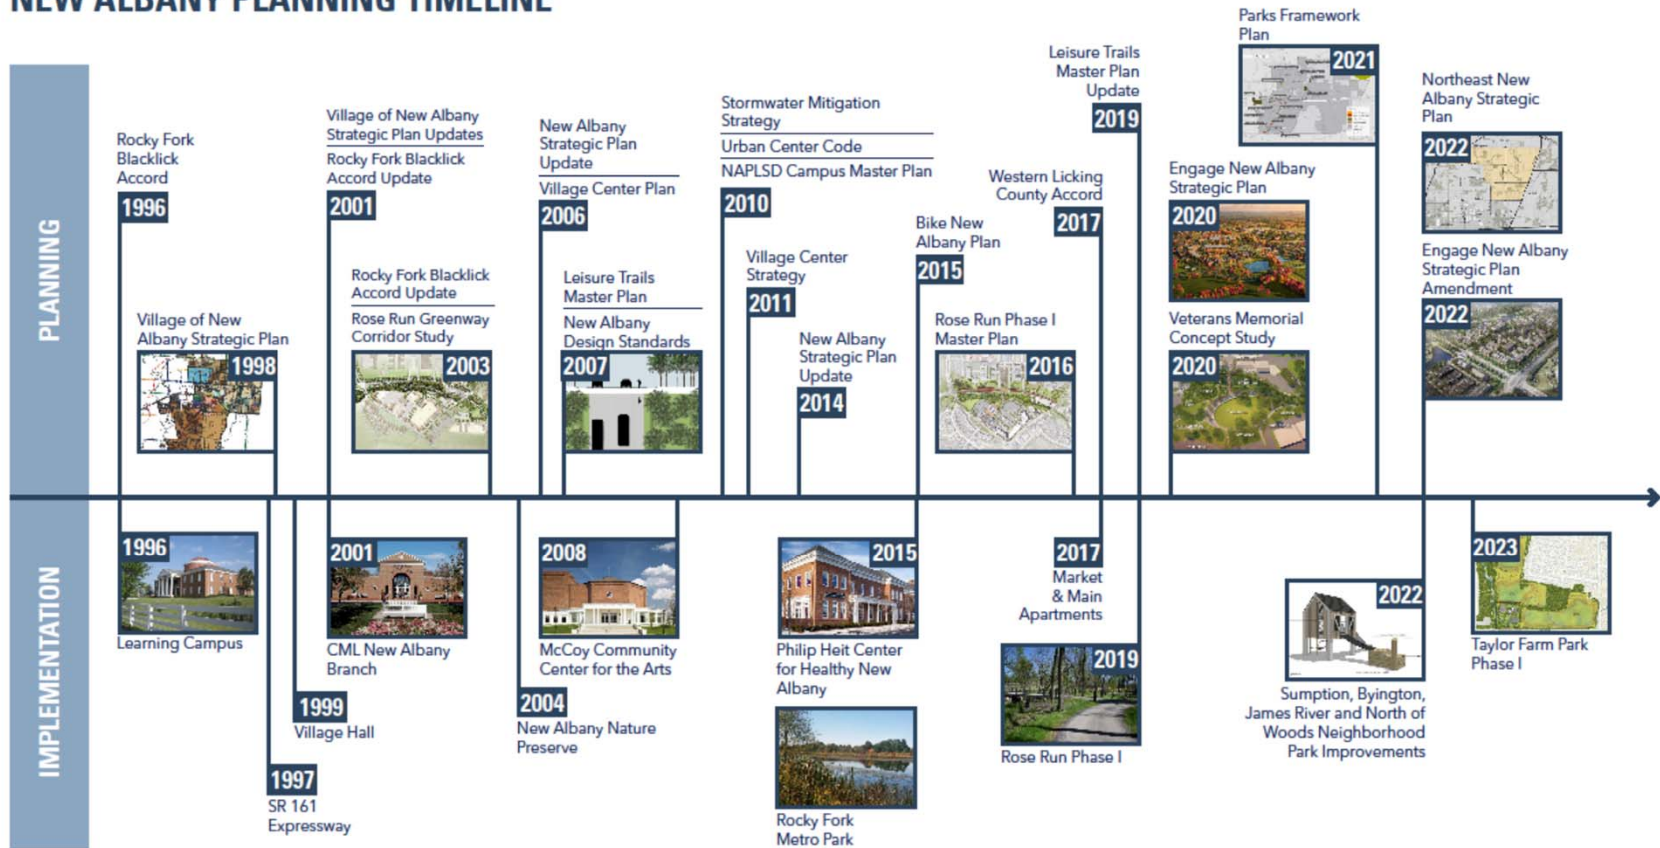 NEW ALBANY PLANNING TIMELINE
PLANNING
Rocky Fork
Blacklick
Accord
1996
Village of New
Albany Strategic Plan
1998
Village of New Albany
Strategic Plan Updates
Rocky Fork Blacklick
Accord Update
2001
Rocky Fork Blacklick
Accord Update
Rose Run Greenway
Corridor Study
2003
New Albany
Strategic Plan
Update
Village Center Plan
2006
Leisure Trails
Master Plan
New Albany
Design Standards
2007
Stormwater Mitigation
Strategy
Urban Center Code
NAPLSD Campus Master Plan
2010
Village Center
Strategy
2011
New Albany
Strategic Plan
Update
2014
Bike New
Albany Plan
2015
Rose Run Phase I
Master Plan
2016
Western Licking
County Accord
2017
Leisure Trails
Master Plan
Update
2019
Engage New Albany
Strategic Plan
2020
Veterans Memorial
Concept Study
2020
Parks Framework
Plan
2021
Northeast New
Albany Strategic
Plan
2022
Engage New Albany
Strategic Plan
Amendment
2022
IMPLEMENTATION
1996
Learning Campus
1997
SR 161
Expressway
1999
Village Hall
2001
CML New Albany
Branch
2004
New Albany Nature
Preserve
2008
McCoy Community
Center for the Arts
2015
Philip Heit Center
for Healthy New
Albany
Rocky Fork
Metro Park
2017
Market
& Main
Apartments
2019
Rose Run Phase I
2022
Sumption, Byington,
James River and North of
Woods Neighborhood
Park Improvements
2023
Taylor Farm Park
Phase I